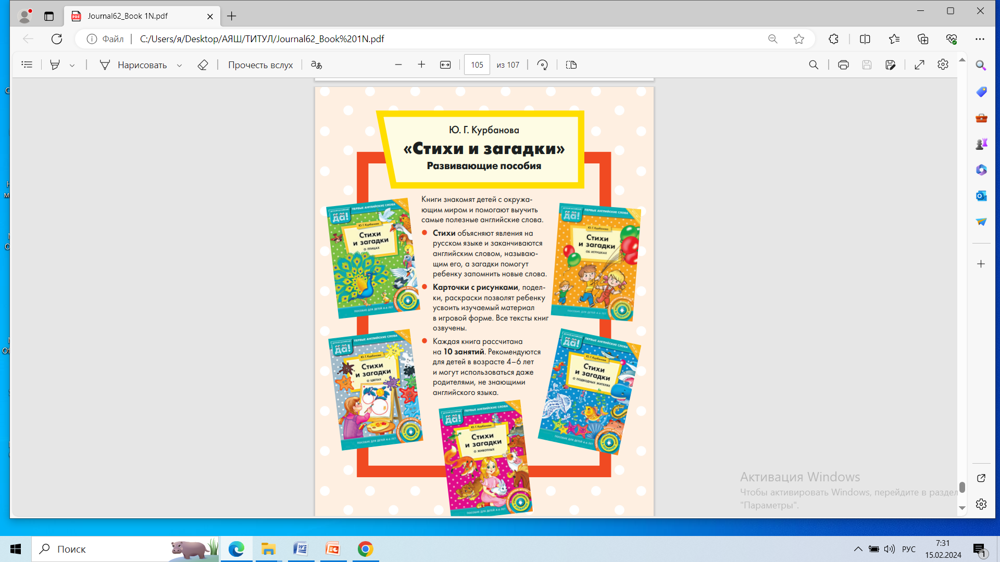 Journal62_Book 1N.pdf
Файл
C:/Users/я/Desktop/АЯШ/ТИТУЛ/Journal62_Book%201N.pdf
Нарисовать
Прочесть вслух
105 из 107
Ю. Г. Курбанова
«Стихи и загадки»
Развивающие пособия
Книги знакомят детей с окружа-
ющим миром и помогают выучить
самые полезные английские слова.
Стихи объясняют явления на
русском языке и заканчиваются
английским словом, называю-
щим его, а загадки помогут
ребенку запомнить новые слова.
Карточки с рисунками, подел-
ки, раскраски позволят ребенку
усвоить изучаемый материал
в игровой форме. Все тексты книг
озвучены.
Каждая книга рассчитана
на 10 занятий. Рекомендуются
для детей в возрасте 4–6 лет
и могут использоваться даже
родителями, не знающими
английского языка.
ПЕРВЫЕ АНГЛИЙСКИЕ СЛОВА
да!
Ю. Г. Курбанова
Стихи
и загадки
О ПТИЦАХ
ПОСОБИЕ ДЛЯ ДЕТЕЙ 4-6 ЛЕТ
ПЕРВЫЕ АНГЛИЙСКИЕ СЛОВА
да!
Ю. Г. Курбанова
Стихи
и загадки
ОБ ИГРУШКАХ
ПОСОБИЕ ДЛЯ ДЕТЕЙ 4-6 ЛЕТ
ПЕРВЫЕ АНГЛИЙСКИЕ СЛОВА
да!
Ю. Г. Курбанова
Стихи
и загадки
О ЦВЕТАХ
ПОСОБИЕ ДЛЯ ДЕТЕЙ 4-6 ЛЕТ
ПЕРВЫЕ АНГЛИЙСКИЕ СЛОВА
да!
Ю. Г. Курбанова
Стихи
и загадки
О ПОДВОДНЫХ ЖИТЕЛЯХ
ПОСОБИЕ ДЛЯ ДЕТЕЙ 4-6 ЛЕТ
ПЕРВЫЕ АНГЛИЙСКИЕ СЛОВА
да!
Ю. Г. Курбанова
Стихи
и загадки
О ЖИВОТНЫХ
ПОСОБИЕ ДЛЯ ДЕТЕЙ 4-6 ЛЕТ
Активация Windows
Чтобы активировать Windows, перейдите в раздел
"Параметры".
Поиск
РУС
7:31
15.02.2024
1